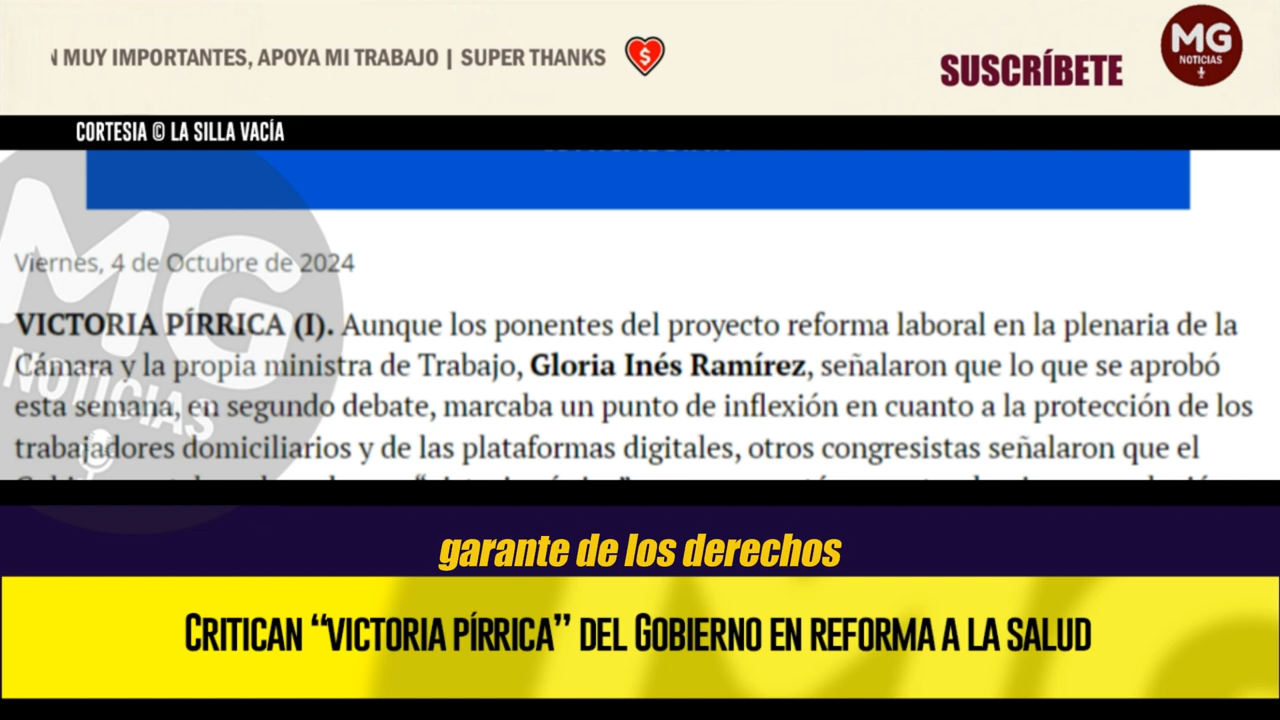 MUY IMPORTANTES, APOYA MI TRABAJO | SUPER THANKS
SUSCRÍBETE
MG
NOTICIAS
CORTESIA © LA SILLA VACÍA
MG
NOTICIAS
Viernes, 4 de Octubre de 2024
VICTORIA PÍRRICA (I). Aunque los ponentes del proyecto reforma laboral en la plenaria de la
Cámara y la propia ministra de Trabajo, Gloria Inés Ramírez, señalaron que lo que se aprobó
esta semana, en segundo debate, marcaba un punto de inflexión en cuanto a la protección de los
trabajadores domiciliarios y de las plataformas digitales, otros congresistas señalaron que el
garante de los derechos
CRITICAN “VICTORIA PÍRRICA” DEL GOBIERNO EN REFORMA A LA SALUD